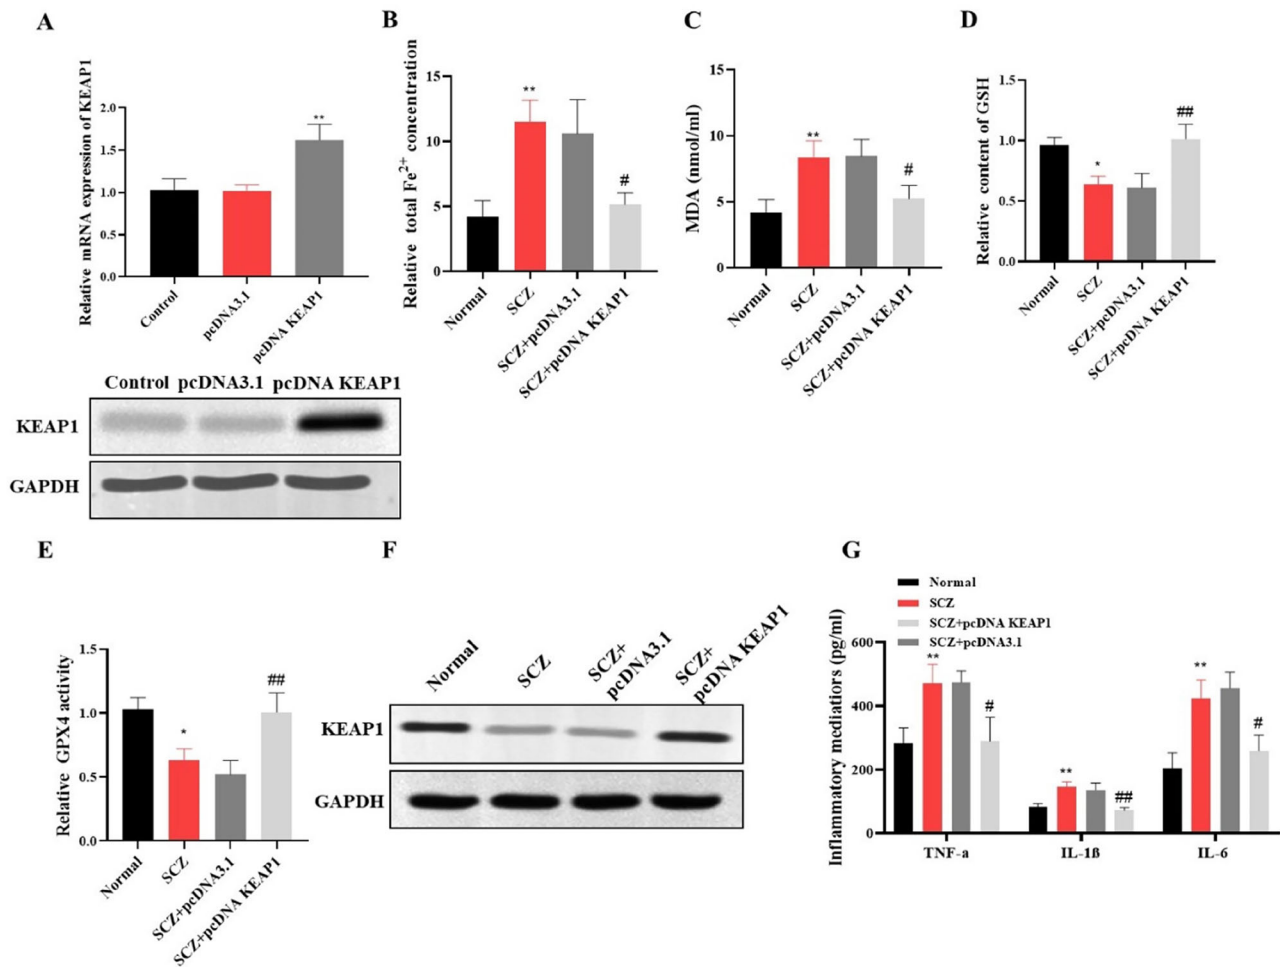 A
Relative mRNA expression of KEAP1
2.0
1.5
1.0
0.5
0.0
**
Control
pcDNA3.1
pcDNA KEAP1
Control pcDNA3.1 pcDNA KEAP1
KEAP1
GAPDH
B
Relative total Fe2+ concentration
15
10
5
0
**
#
Normal
SCZ
SCZ+pcDNA3.1
SCZ+pcDNA KEAP1
C
MDA (nmol/ml)
15
10
5
0
**
#
Normal
SCZ
SCZ+pcDNA3.1
SCZ+pcDNA KEAP1
D
Relative content of GSH
1.5
1.0
0.5
0.0
*
##
Normal
SCZ
SCZ+pcDNA3.1
SCZ+pcDNA KEAP1
E
Relative GPX4 activity
1.5
1.0
0.5
0.0
*
##
Normal
SCZ
SCZ+pcDNA3.1
SCZ+pcDNA KEAP1
F
Normal
SCZ
SCZ+
pcDNA3.1
SCZ+
pcDNA KEAP1
KEAP1
GAPDH
G
Normal
SCZ
SCZ+pcDNA KEAP1
SCZ+pcDNA3.1
Inflammatory mediatiors (pg/ml)
600
400
200
0
**
#
**
##
**
#
TNF-a
IL-1ß
IL-6